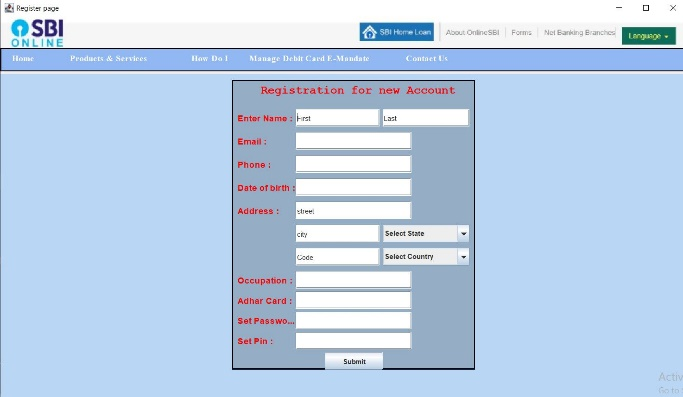 Register page
SBI
ONLINE
SBI Home Loan
About OnlineSBI
Forms
Net Banking Branches
Language
Home
Products & Services
How Do I
Manage Debit Card E-Mandate
Contact Us
Registration for new Account
Enter Name : First Last
Email :
Phone :
Date of birth :
Address : street
city Select State
Code Select Country
Occupation :
Adhar Card :
Set Passwo...
Set Pin :
Submit
Activ
Go to